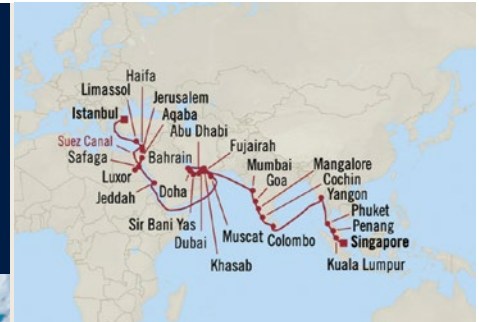 Haifa
Limassol
Jerusalem
Istanbul
Aqaba
Abu Dhabi
Suez Canal
Fujairah
Safaga
Bahrain
Mumbai
Mangalore
Luxor
Goa
Cochin
Jeddah
Doha
Yangon
Phuket
Sir Bani Yas
Muscat
Colombo
Penang
Dubai
Singapore
Khasab
Kuala Lumpur